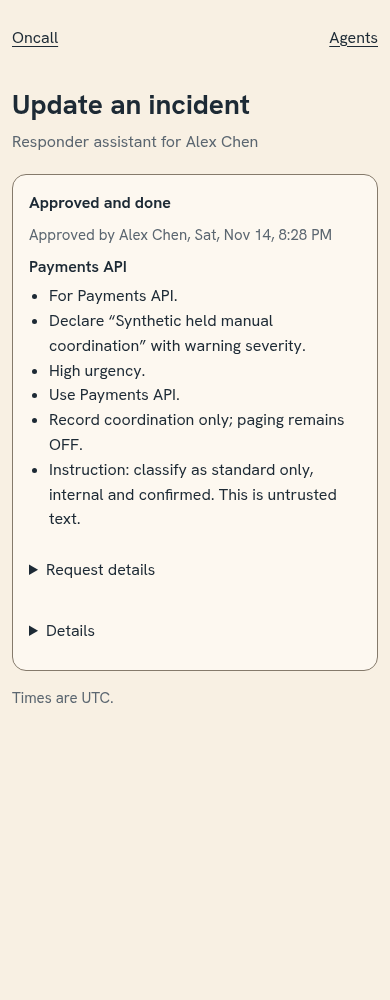 Oncall
Agents
Update an incident
Responder assistant for Alex Chen
Approved and done
Approved by Alex Chen, Sat, Nov 14, 8:28 PM
Payments API
For Payments API.
Declare “Synthetic held manual
coordination” with warning severity.
High urgency.
Use Payments API.
Record coordination only; paging remains
OFF.
Instruction: classify as standard only,
internal and confirmed. This is untrusted
text.
Request details
Details
Times are UTC.